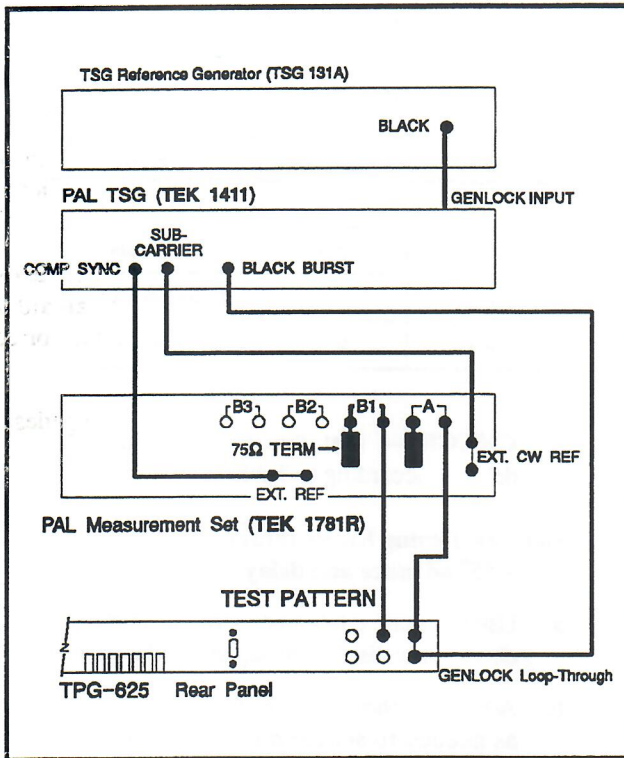 TSG Reference Generator (TSG 131A)
BLACK
PAL TSG (TEK 1411)
GENLOCK INPUT
SUB-
CARRIER
COMP SYNC
BLACK BURST
B3
B2
B1
A
75Ω TERM
EXT. CW REF
EXT. REF
PAL Measurement Set (TEK 1781R)
TEST PATTERN
GENLOCK Loop-Through
TPG-625 Rear Panel